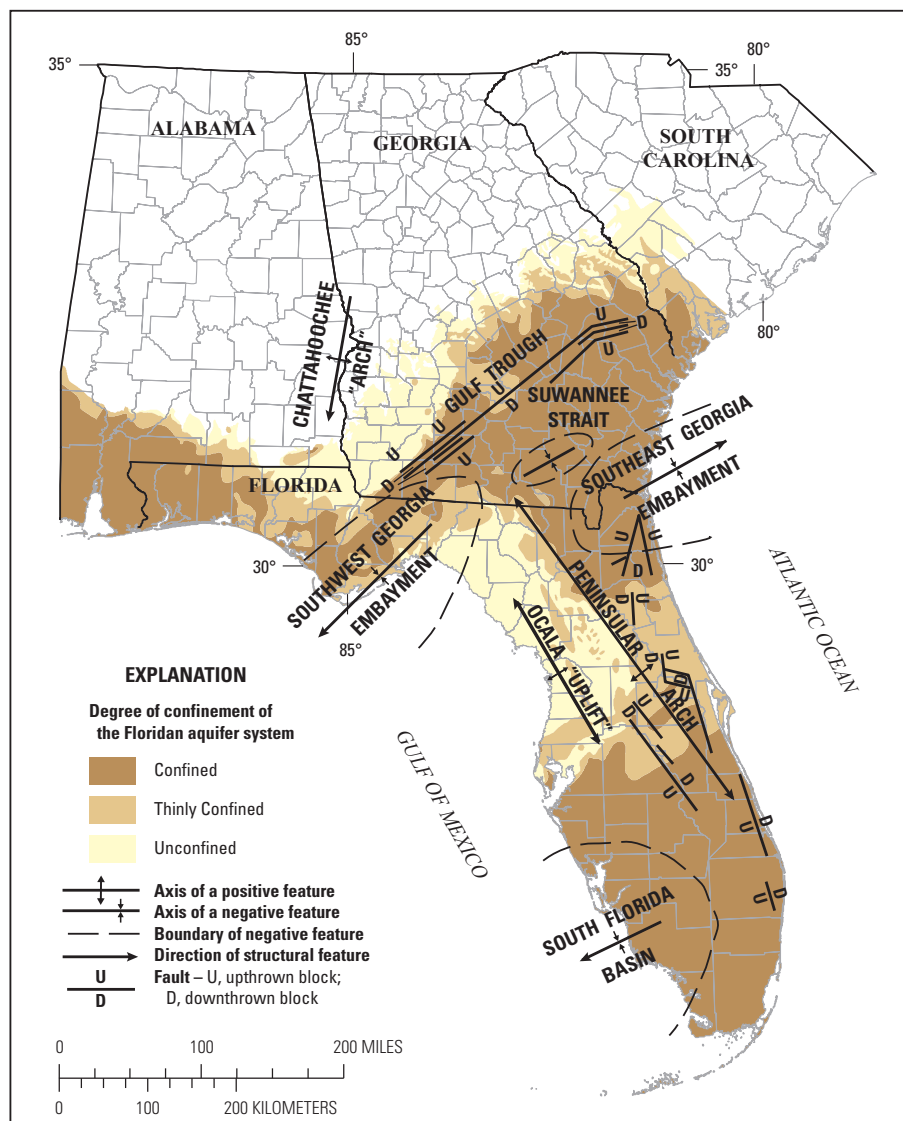 85°
80°
35°
35°
ALABAMA
GEORGIA
SOUTH
CAROLINA
80°
CHATTAHOOCHEE
"ARCH"
U
D
U
GULF TROUGH
U
D
SUWANNEE
STRAIT
U
U
U
D
SOUTHEAST GEORGIA
EMBAYMENT
FLORIDA
SOUTHWEST GEORGIA
EMBAYMENT
30°
30°
85°
U
U
D
U
D
ATLANTIC OCEAN
PENINSULAR
ARCH
OCALA
"UPLIFT"
D
U
D
U
D
D
U
D
U
D
U
GULF OF MEXICO
SOUTH FLORIDA
BASIN
EXPLANATION
Degree of confinement of
the Floridan aquifer system
Confined
Thinly Confined
Unconfined
Axis of a positive feature
Axis of a negative feature
Boundary of negative feature
Direction of structural feature
U
Fault – U, upthrown block;
D
D, downthrown block
0 100 200 MILES
0 100 200 KILOMETERS